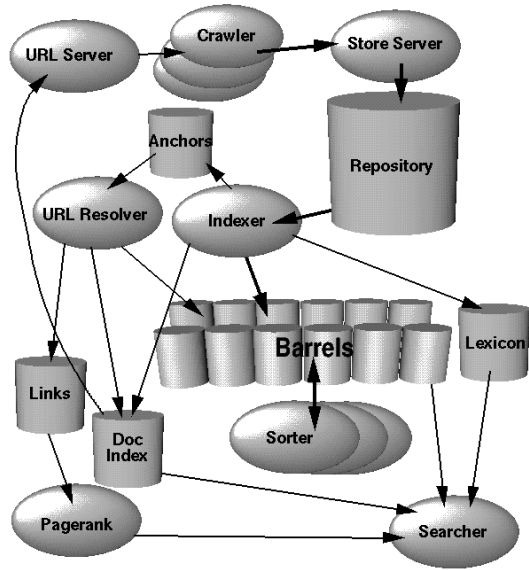 URL Server
Crawler
Store Server
Anchors
Repository
URL Resolver
Indexer
Barrels
Lexicon
Links
Doc
Index
Sorter
Pagerank
Searcher